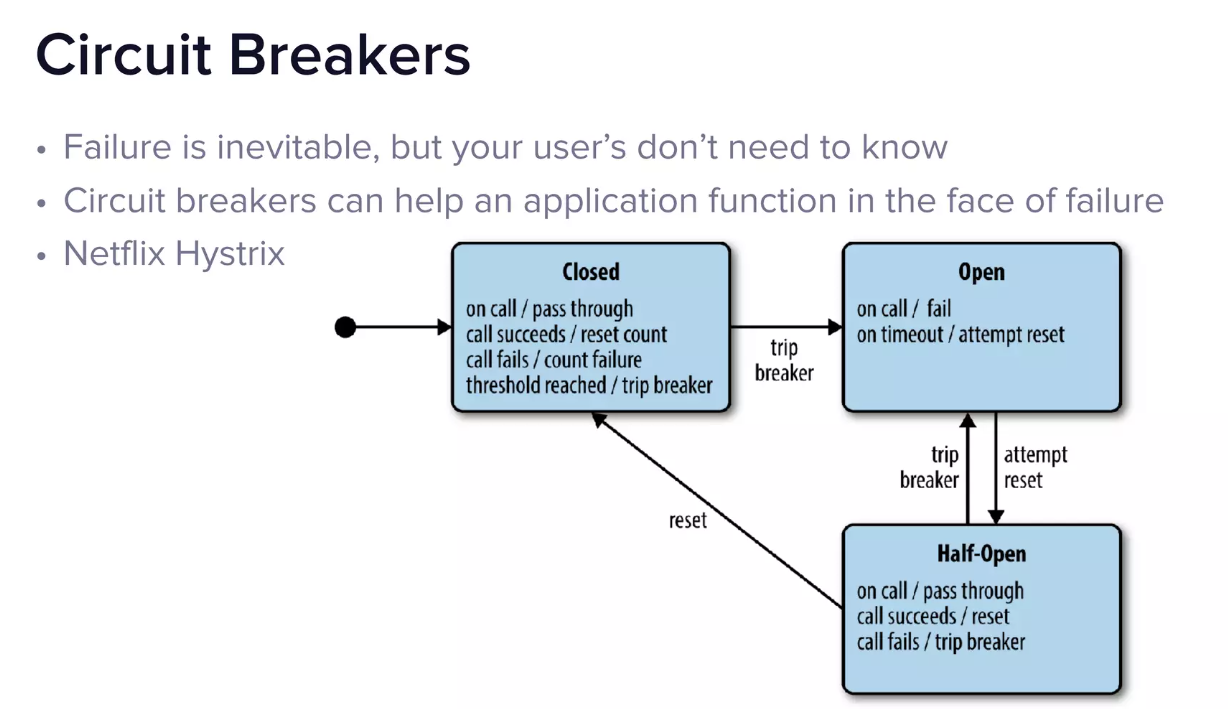 Circuit Breakers
• Failure is inevitable, but your user’s don’t need to know
• Circuit breakers can help an application function in the face of failure
• Netflix Hystrix
Closed
on call / pass through
call succeeds / reset count
call fails / count failure
threshold reached / trip breaker
trip
breaker
Open
on call / fail
on timeout / attempt reset
trip
breaker
attempt
reset
reset
Half-Open
on call / pass through
call succeeds / reset
call fails / trip breaker